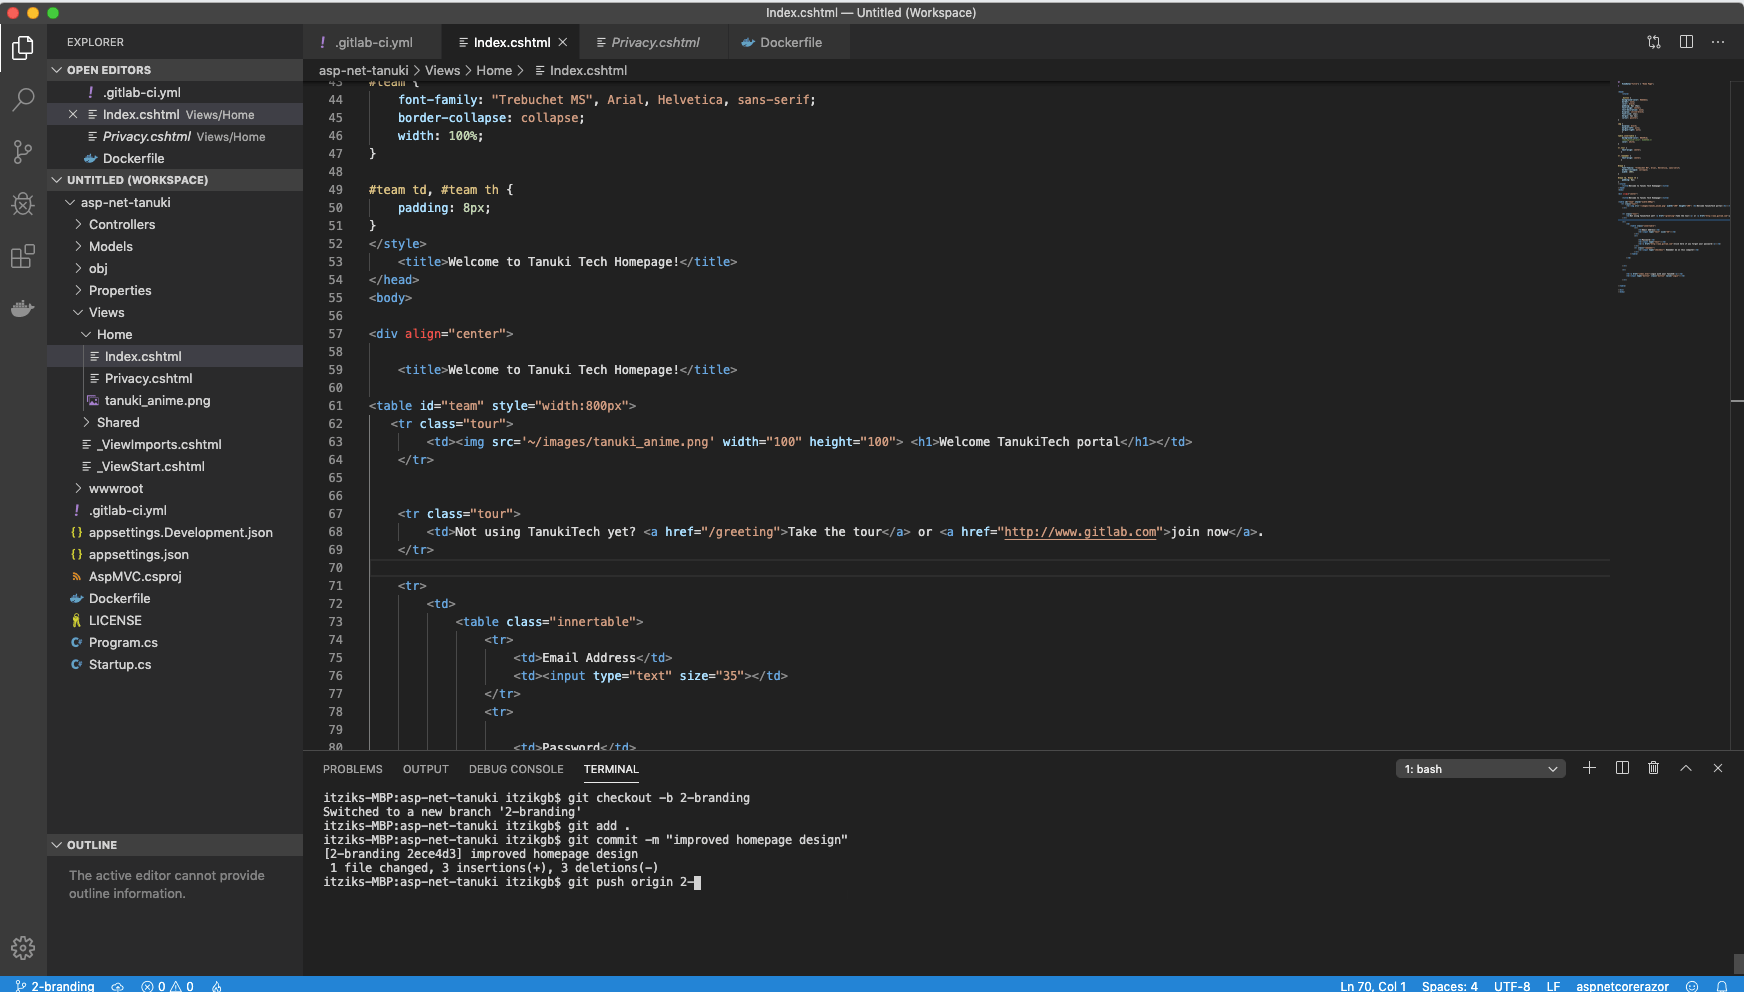 Index.cshtml — Untitled (Workspace)
EXPLORER
OPEN EDITORS
! .gitlab-ci.yml
Index.cshtml Views/Home
Privacy.cshtml Views/Home
Dockerfile
UNTITLED (WORKSPACE)
asp-net-tanuki
Controllers
Models
obj
Properties
Views
Home
Index.cshtml
Privacy.cshtml
tanuki_anime.png
Shared
_ViewImports.cshtml
_ViewStart.cshtml
wwwroot
! .gitlab-ci.yml
{} appsettings.Development.json
{} appsettings.json
AspMVC.csproj
Dockerfile
LICENSE
C# Program.cs
C# Startup.cs
OUTLINE
The active editor cannot provide
outline information.
! .gitlab-ci.yml Index.cshtml Privacy.cshtml Dockerfile
asp-net-tanuki > Views > Home > Index.cshtml
43 #team {
44 font-family: "Trebuchet MS", Arial, Helvetica, sans-serif;
45 border-collapse: collapse;
46 width: 100%;
47 }
48
49 #team td, #team th {
50 padding: 8px;
51 }
52 </style>
53 <title>Welcome to Tanuki Tech Homepage!</title>
54 </head>
55 <body>
56
57 <div align="center">
58
59 <title>Welcome to Tanuki Tech Homepage!</title>
60
61 <table id="team" style="width:800px">
62 <tr class="tour">
63 <td><img src='~/images/tanuki_anime.png' width="100" height="100"> <h1>Welcome TanukiTech portal</h1></td>
64 </tr>
65
66
67 <tr class="tour">
68 <td>Not using TanukiTech yet? <a href="/greeting">Take the tour</a> or <a href="http://www.gitlab.com">join now</a>.
69 </tr>
70
71 <tr>
72 <td>
73 <table class="innertable">
74 <tr>
75 <td>Email Address</td>
76 <td><input type="text" size="35"></td>
77 </tr>
78 <tr>
79
80 <td>Password</td>
PROBLEMS OUTPUT DEBUG CONSOLE TERMINAL 1: bash
itziks-MBP:asp-net-tanuki itzikgb$ git checkout -b 2-branding
Switched to a new branch '2-branding'
itziks-MBP:asp-net-tanuki itzikgb$ git add .
itziks-MBP:asp-net-tanuki itzikgb$ git commit -m "improved homepage design"
[2-branding 2ece4d3] improved homepage design
1 file changed, 3 insertions(+), 3 deletions(-)
itziks-MBP:asp-net-tanuki itzikgb$ git push origin 2-
2-branding 0 0 Ln 70, Col 1 Spaces: 4 UTF-8 LF aspnetcorerazor